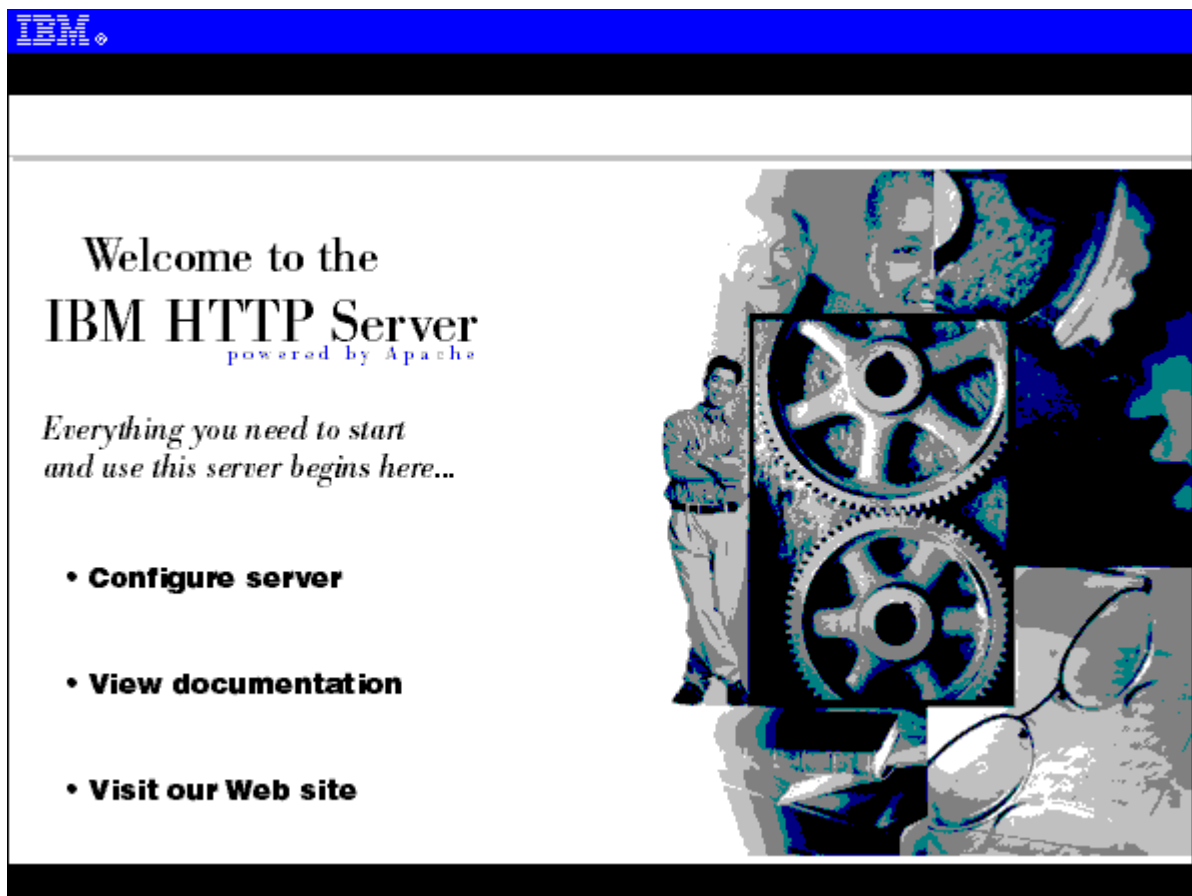 IBM®
Welcome to the
IBM HTTP Server
powered by Apache
Everything you need to start
and use this server begins here...
• Configure server
• View documentation
• Visit our Web site